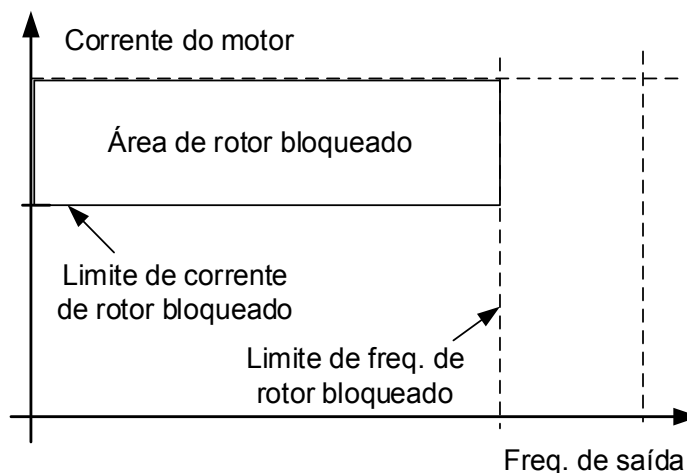 Corrente do motor
Área de rotor bloqueado
Limite de corrente
de rotor bloqueado
Limite de freq. de
rotor bloqueado
Freq. de saída